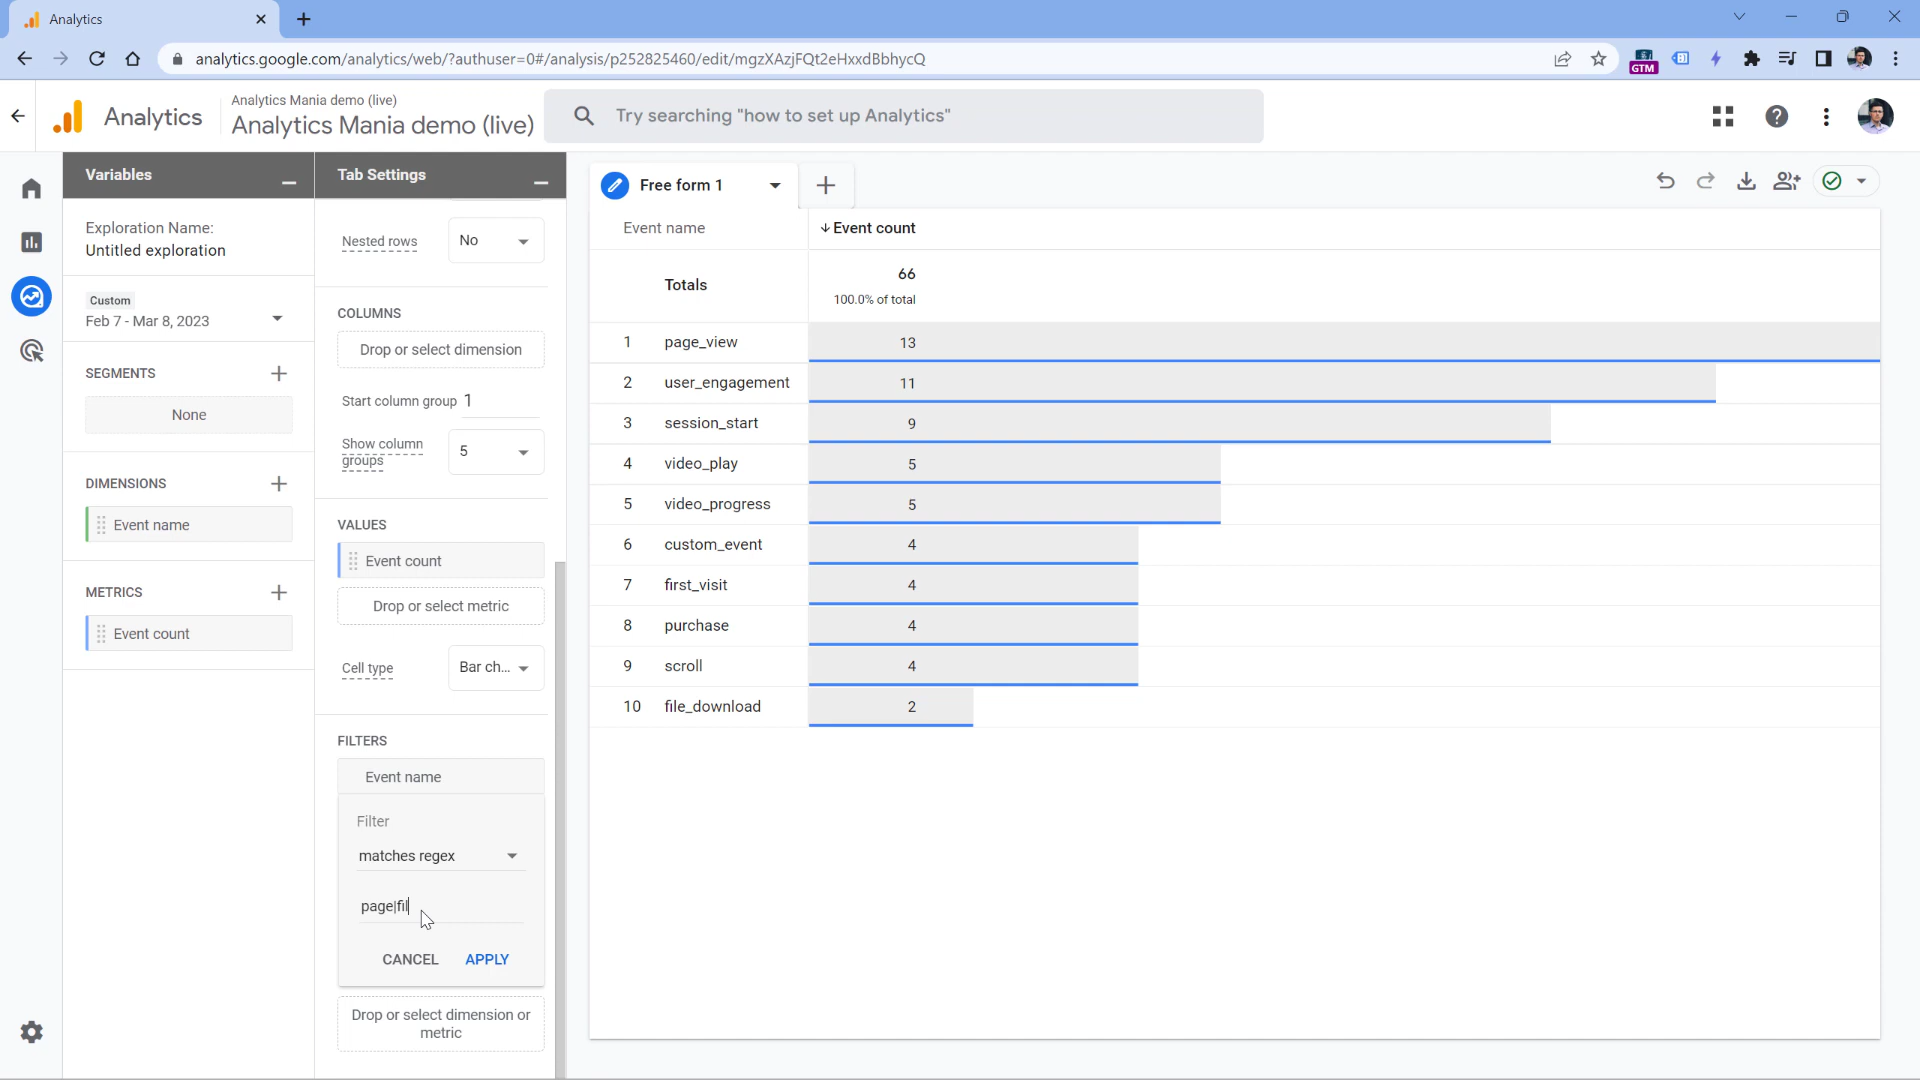 Analytics
analytics.google.com/analytics/web/?authuser=0#/analysis/p252825460/edit/mgzXAzjFQt2eHxxdBbhycQ
GTM
Analytics
Analytics Mania demo (live)
Analytics Mania demo (live)
Try searching "how to set up Analytics"
Variables
Exploration Name:
Untitled exploration
Custom
Feb 7 - Mar 8, 2023
SEGMENTS
None
DIMENSIONS
Event name
METRICS
Event count
Tab Settings
Nested rows
No
COLUMNS
Drop or select dimension
Start column group 1
Show column
groups
5
VALUES
Event count
Drop or select metric
Cell type
Bar ch...
FILTERS
Event name
Filter
matches regex
page|fil
CANCEL APPLY
Drop or select dimension or
metric
Free form 1
Event name
Event count
Totals
66
100.0% of total
1 page_view 13
2 user_engagement 11
3 session_start 9
4 video_play 5
5 video_progress 5
6 custom_event 4
7 first_visit 4
8 purchase 4
9 scroll 4
10 file_download 2